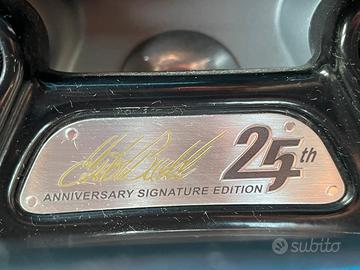 25th
ANNIVERSARY SIGNATURE EDITION
subito